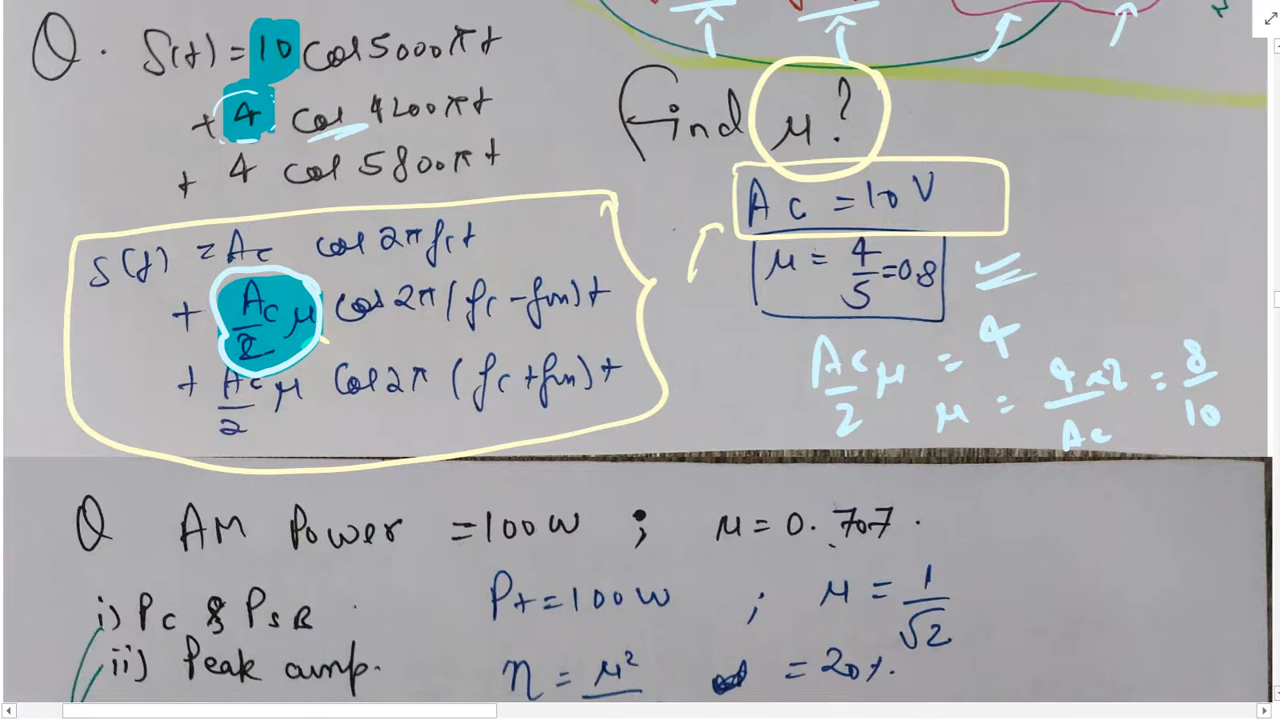 Q. S(t) = 10 cos 5000πt
+ 4 cos 4200πt
+ 4 cos 5800πt
Find μ?
Ac = 10 V
μ = 4/5 = 0.8
S(t) = Ac cos 2πfct
+ Ac/2 μ cos 2π(fc - fm)t
+ Ac/2 μ cos 2π(fc + fm)t
Ac/2 μ = 4
μ = 4×2/Ac = 8/10
Q AM Power = 100W ; μ = 0.707.
i) Pc & PSB
Pt = 100W ; μ = 1/√2
ii) Peak amp.
η = μ² = 20%.